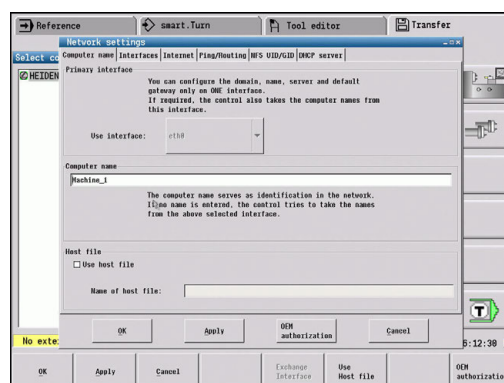 Reference
smart.Turn
Tool editor
Transfer
Network settings
Select co
Computer name Interfaces Internet Ping/Routing NFS UID/GID DHCP server
HEIDEN
Primary interface
You can configure the domain, name, server and default
gateway only on ONE interface.
If required, the control also takes the computer names from
this interface.
Use interface: eth0
Computer name
Machine_1
The computer name serves as identification in the network.
If no name is entered, the control tries to take the names
from the above selected interface.
Host file
Use host file
Name of host file:
T
OK Apply OEM authorization Cancel
No exte
5:12:30
OK Apply Cancel Exchange Interface Use Host file OEM authorizatio